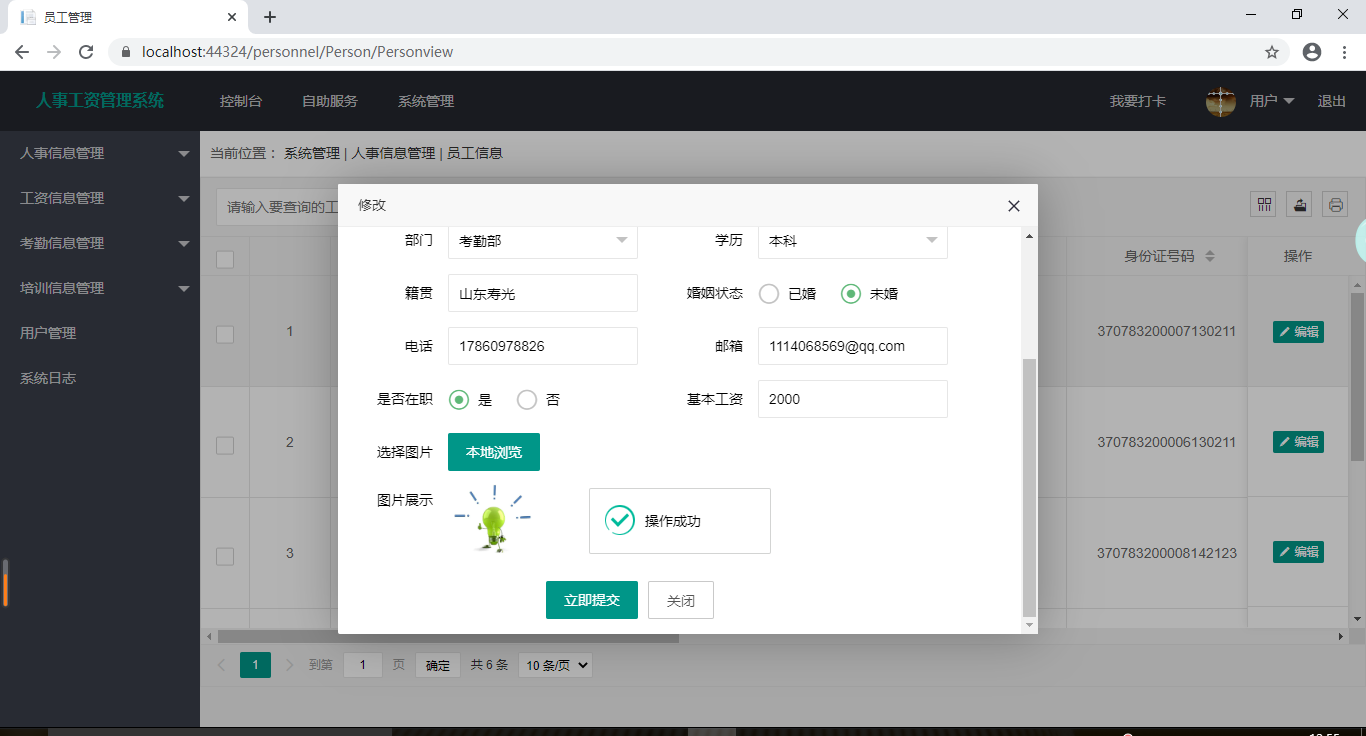 员工管理
localhost:44324/personnel/Person/Personview
人事工资管理系统 控制台 自助服务 系统管理 我要打卡 用户 退出
人事信息管理
工资信息管理
考勤信息管理
培训信息管理
用户管理
系统日志
当前位置： 系统管理 | 人事信息管理 | 员工信息
请输入要查询的工
修改
部门 考勤部 学历 本科
籍贯 山东寿光 婚姻状态 已婚 未婚
电话 17860978826 邮箱 1114068569@qq.com
是否在职 是 否 基本工资 2000
选择图片 本地浏览
图片展示
操作成功
立即提交 关闭
身份证号码 操作
1 370783200007130211 编辑
2 370783200006130211 编辑
3 370783200008142123 编辑
1 到第 1 页 确定 共 6 条 10 条/页